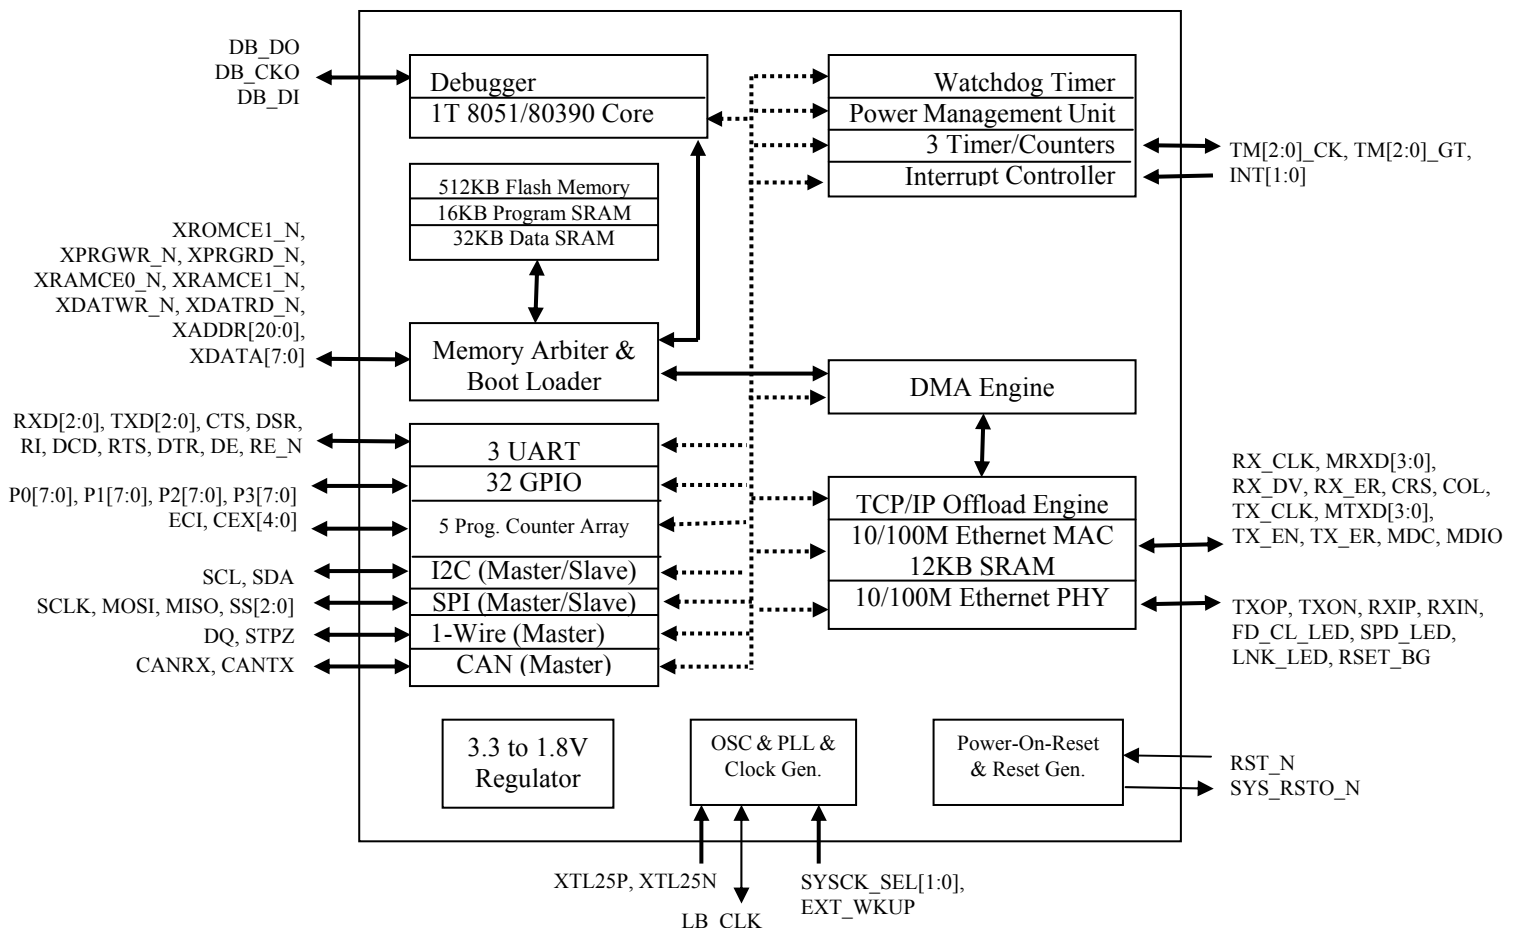 DB_DO
DB_CKO
DB_DI
Debugger
1T 8051/80390 Core
512KB Flash Memory
16KB Program SRAM
32KB Data SRAM
XROMCE1_N,
XPRGWR_N, XPRGRD_N,
XRAMCE0_N, XRAMCE1_N,
XDATWR_N, XDATRD_N,
XADDR[20:0],
XDATA[7:0]
Memory Arbiter &
Boot Loader
RXD[2:0], TXD[2:0], CTS, DSR,
RI, DCD, RTS, DTR, DE, RE_N
P0[7:0], P1[7:0], P2[7:0], P3[7:0]
ECI, CEX[4:0]
SCL, SDA
SCLK, MOSI, MISO, SS[2:0]
DQ, STPZ
CANRX, CANTX
3 UART
32 GPIO
5 Prog. Counter Array
I2C (Master/Slave)
SPI (Master/Slave)
1-Wire (Master)
CAN (Master)
Watchdog Timer
Power Management Unit
3 Timer/Counters
Interrupt Controller
TM[2:0]_CK, TM[2:0]_GT,
INT[1:0]
DMA Engine
TCP/IP Offload Engine
10/100M Ethernet MAC
12KB SRAM
10/100M Ethernet PHY
RX_CLK, MRXD[3:0],
RX_DV, RX_ER, CRS, COL,
TX_CLK, MTXD[3:0],
TX_EN, TX_ER, MDC, MDIO
TXOP, TXON, RXIP, RXIN,
FD_CL_LED, SPD_LED,
LNK_LED, RSET_BG
3.3 to 1.8V
Regulator
OSC & PLL &
Clock Gen.
Power-On-Reset
& Reset Gen.
RST_N
SYS_RSTO_N
XTL25P, XTL25N
LB_CLK
SYSCK_SEL[1:0],
EXT_WKUP